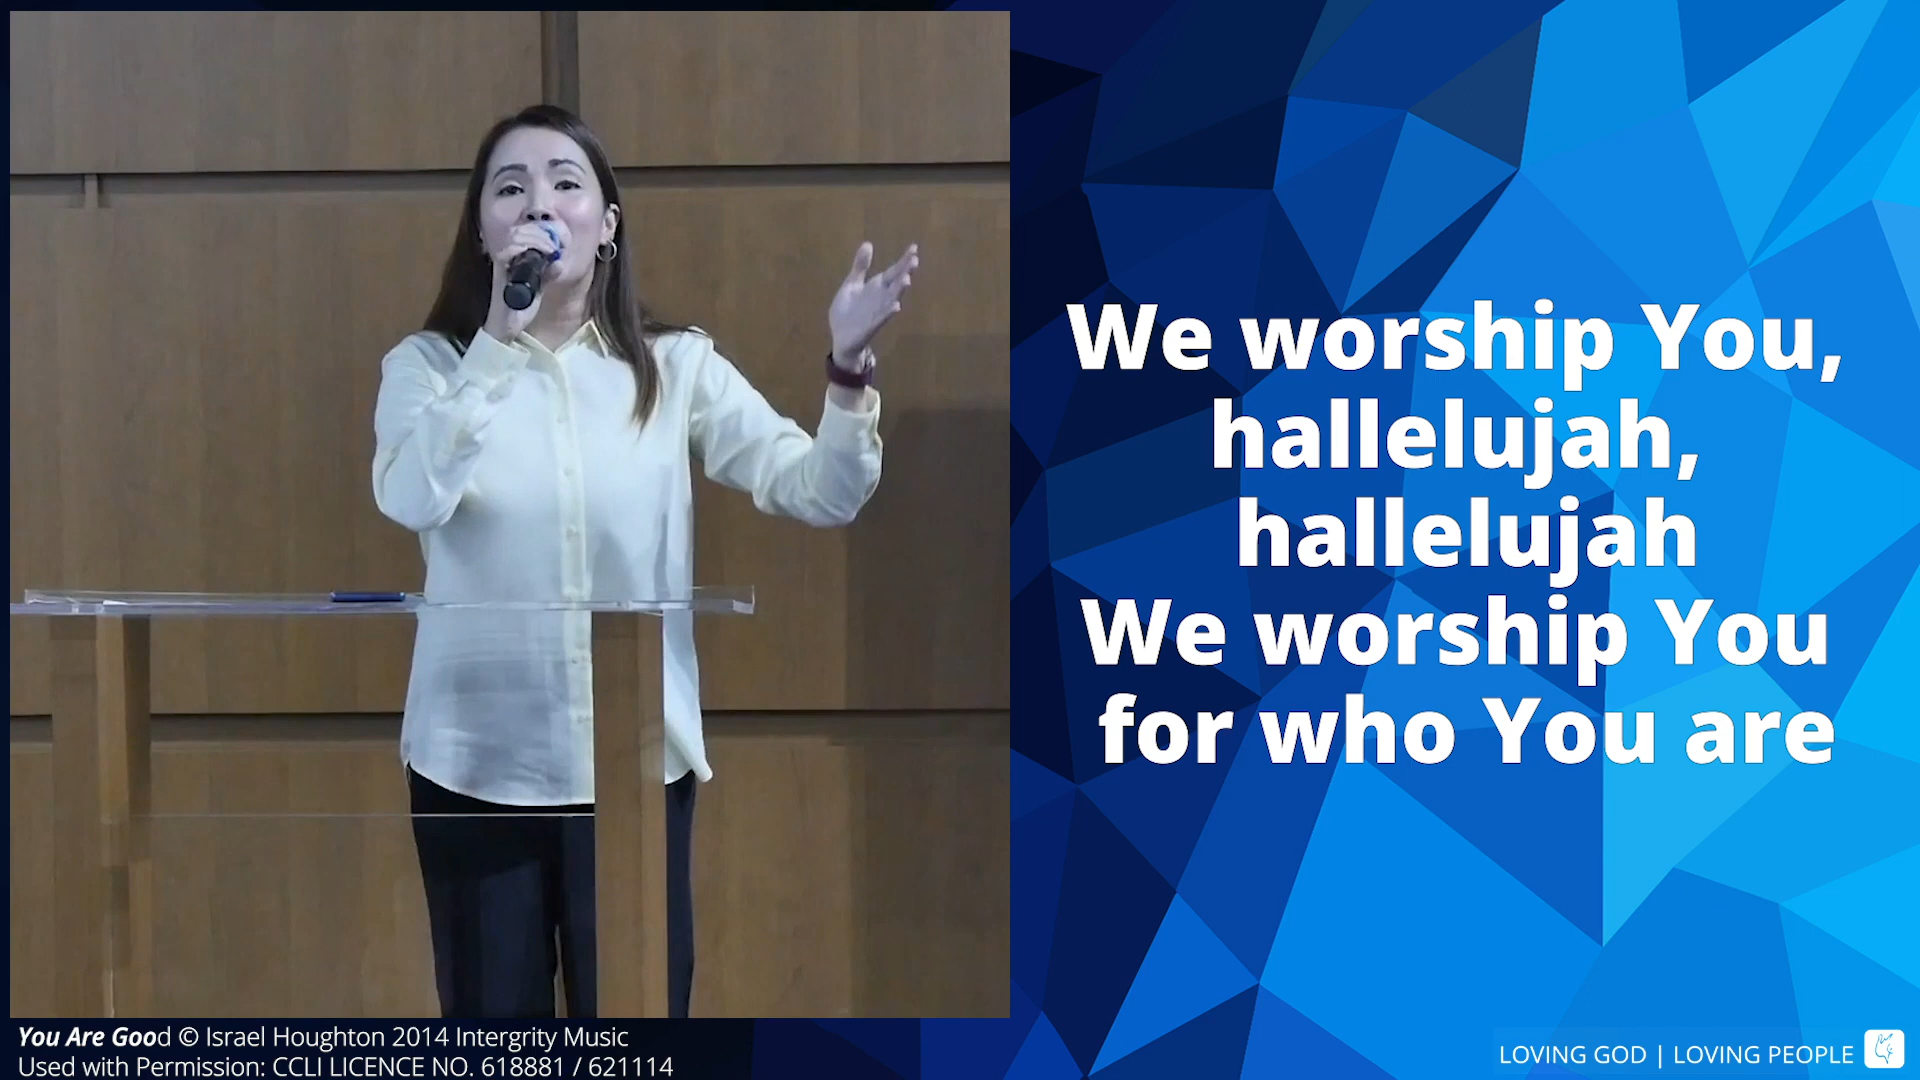 We worship You,
hallelujah,
hallelujah
We worship You
for who You are
You Are Good © Israel Houghton 2014 Intergrity Music
Used with Permission: CCLI LICENCE NO. 618881 / 621114
LOVING GOD | LOVING PEOPLE